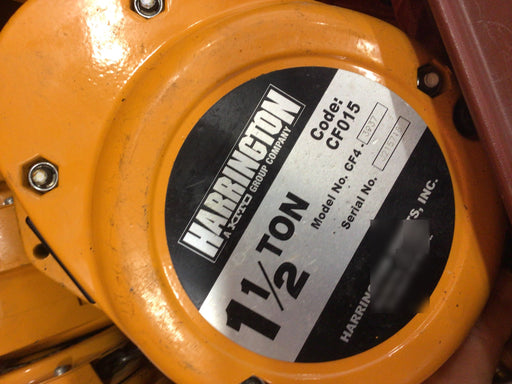 HARRINGTON
A KITO GROUP COMPANY
1 1/2 TON
Code:
CF015
Model No. CF4 -
Serial No.
HARRING
S, INC.